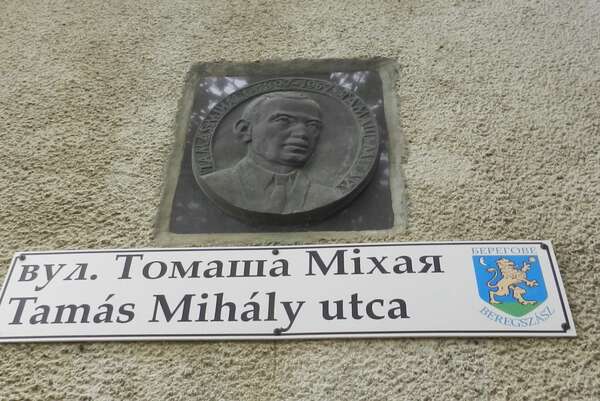 вул. Томаша Міхая
Tamás Mihály utca
БЕРЕГОВЕ
BEREGSZÁSZ